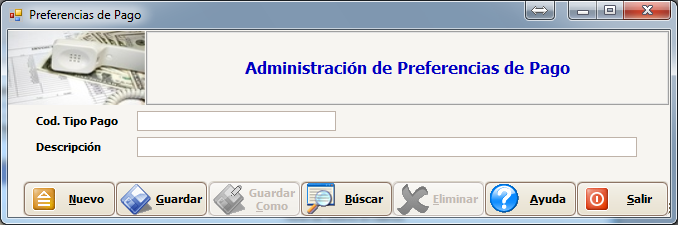 Preferencias de Pago
Administración de Preferencias de Pago
Cod. Tipo Pago
Descripción
Nuevo
Guardar
Guardar
Como
Búscar
Eliminar
Ayuda
Salir